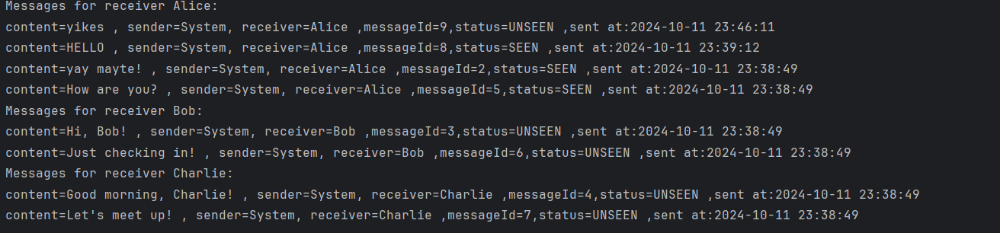 Messages for receiver Alice:
content=yikes , sender=System, receiver=Alice ,messageId=9,status=UNSEEN ,sent at:2024-10-11 23:46:11
content=HELLO , sender=System, receiver=Alice ,messageId=8,status=SEEN ,sent at:2024-10-11 23:39:12
content=yay mayte! , sender=System, receiver=Alice ,messageId=2,status=SEEN ,sent at:2024-10-11 23:38:49
content=How are you? , sender=System, receiver=Alice ,messageId=5,status=SEEN ,sent at:2024-10-11 23:38:49
Messages for receiver Bob:
content=Hi, Bob! , sender=System, receiver=Bob ,messageId=3,status=UNSEEN ,sent at:2024-10-11 23:38:49
content=Just checking in! , sender=System, receiver=Bob ,messageId=6,status=UNSEEN ,sent at:2024-10-11 23:38:49
Messages for receiver Charlie:
content=Good morning, Charlie! , sender=System, receiver=Charlie ,messageId=4,status=UNSEEN ,sent at:2024-10-11 23:38:49
content=Let's meet up! , sender=System, receiver=Charlie ,messageId=7,status=UNSEEN ,sent at:2024-10-11 23:38:49